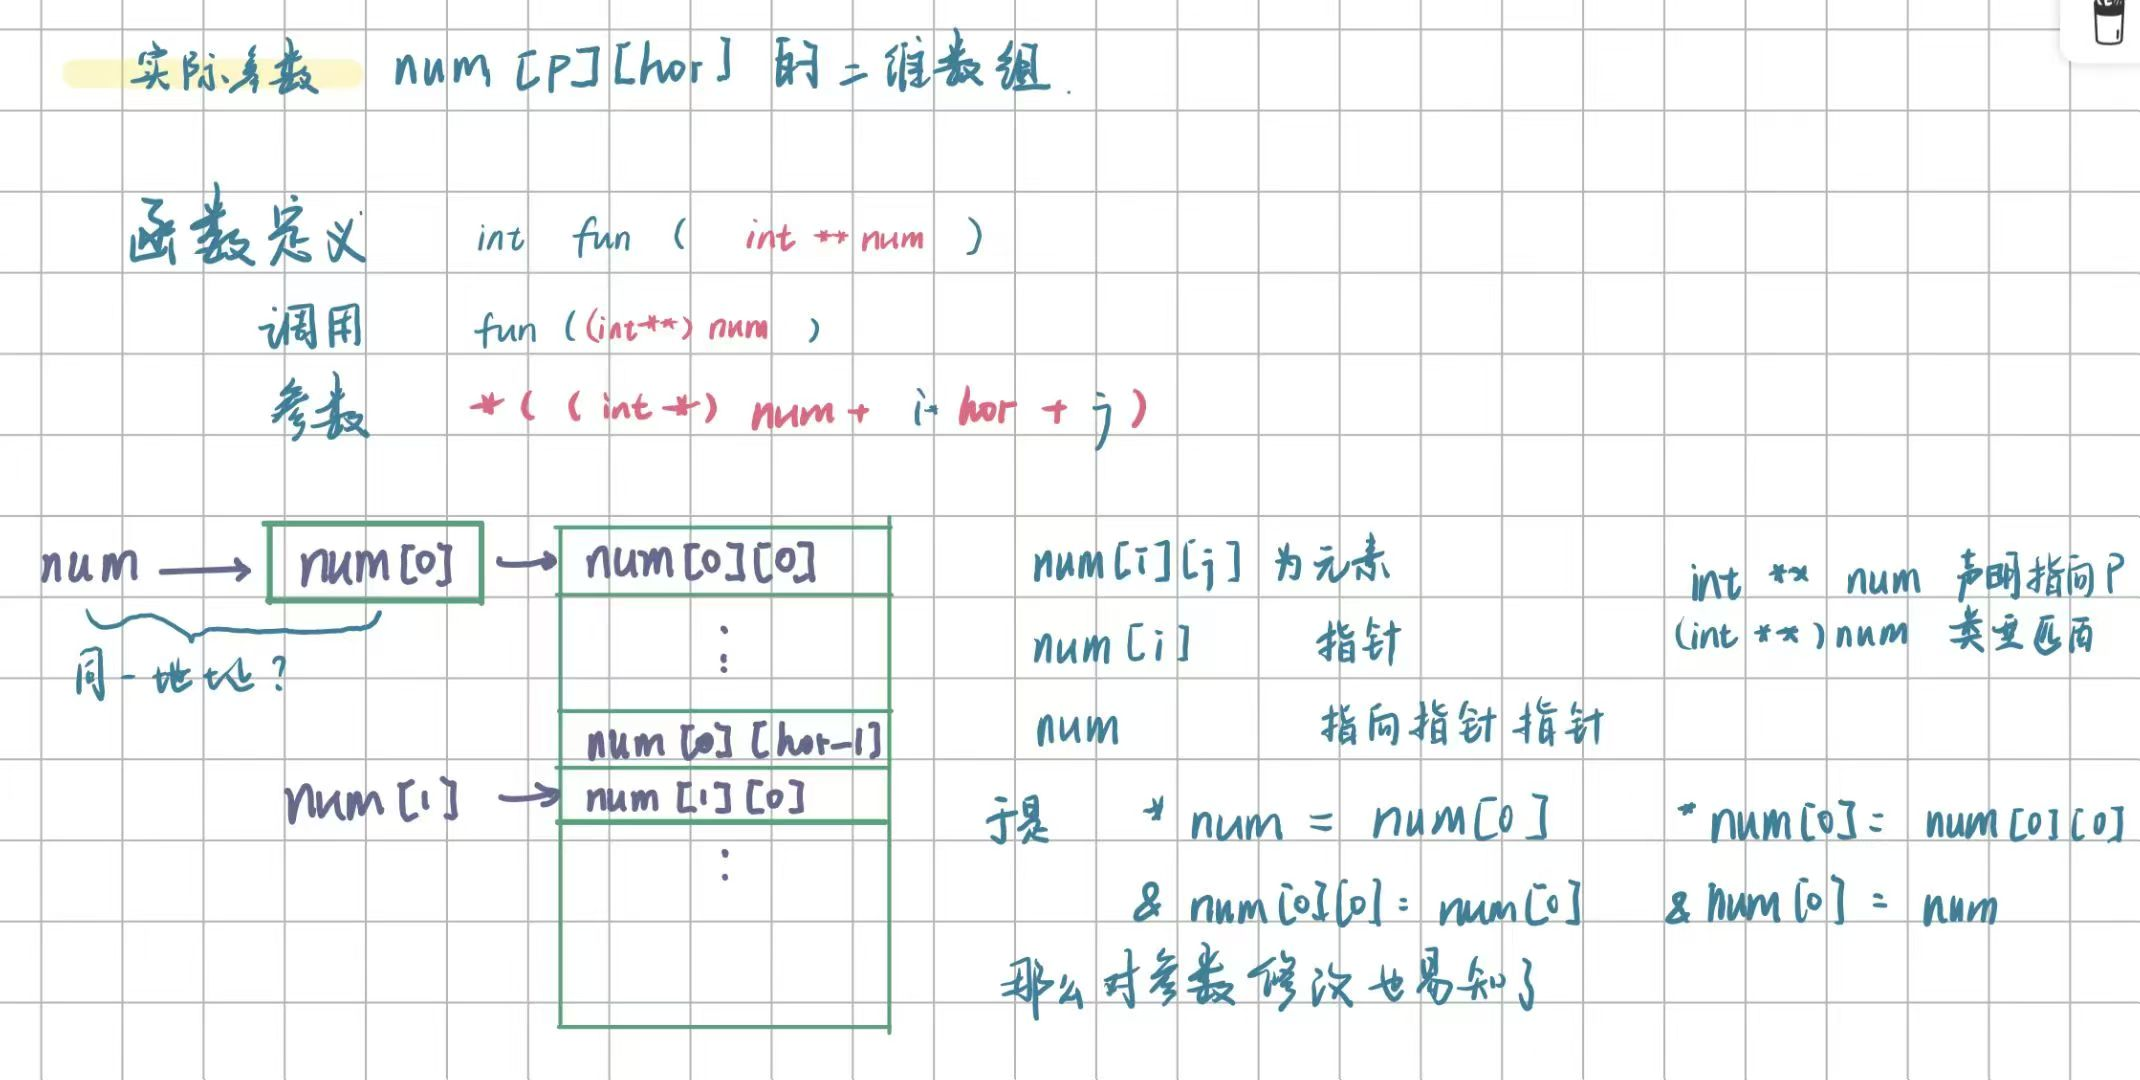 实际参数 num [P][hor] 的二维数组.
函数定义 int fun ( int ** num )
调用 fun ((int**) num )
参数 *( ( int *) num + i* hor + j )
num → num[0] → num[0][0]
同一地址?
num[0][hor-1]
num[1] → num[1][0]
num[i][j] 为元素
num[i] 指针
num 指向指针指针
int ** num 声明指向P
(int **) num 类型匹配
于是 * num = num[0] * num[0] = num[0][0]
& num[0][0] = num[0] & num[0] = num
那么对参数修改也易知了